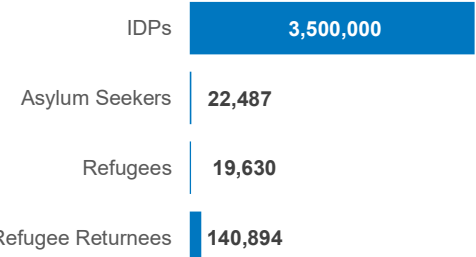 IDPs 3,500,000
Asylum Seekers 22,487
Refugees 19,630
Refugee Returnees 140,894